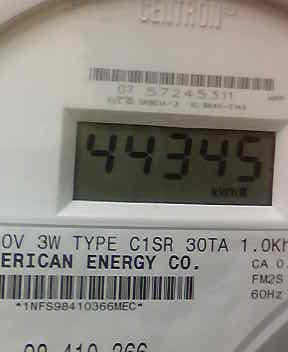 CENTRON
07 57245311
44345
kWh
0V 3W TYPE C1SR 30TA 1.0Kh
ERICAN ENERGY CO.
CA 0.
FM2S
60Hz
*1NFS98410366MEC*